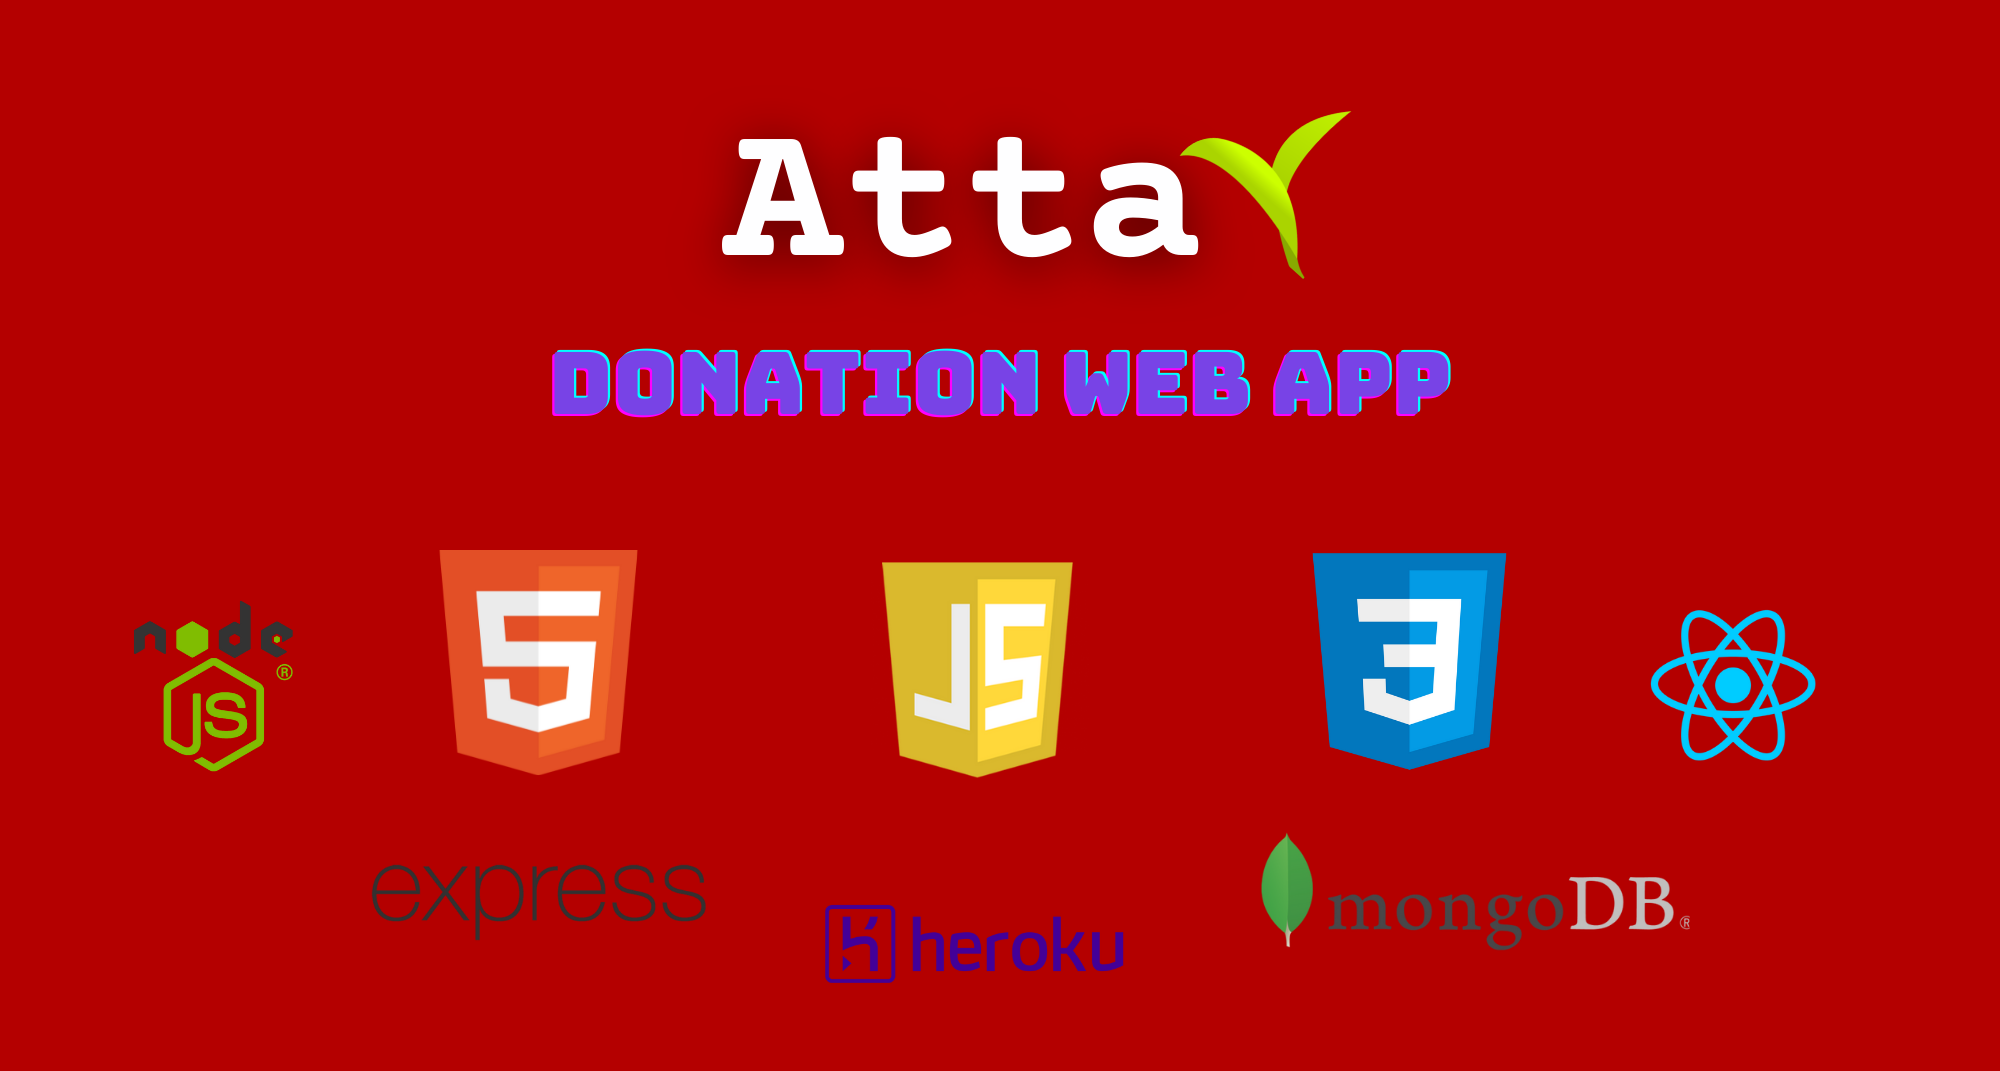 Atta
DONATION WEB APP
node
JS
®
5
JS
3
express
heroku
mongoDB®